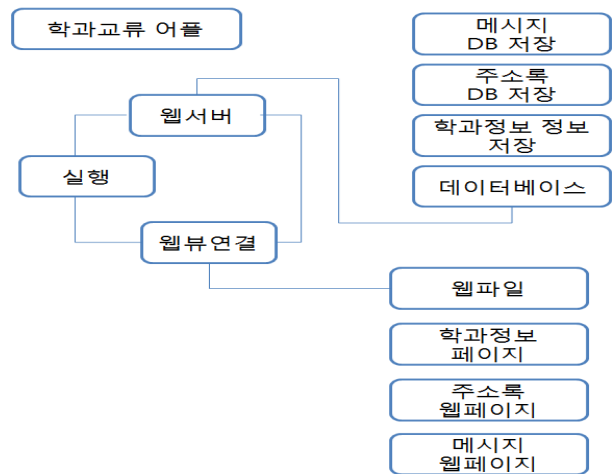 학과교류 어플
메시지
DB 저장
주소록
DB 저장
웹서버
학과정보 정보
저장
실행
데이터베이스
웹뷰연결
웹파일
학과정보
페이지
주소록
웹페이지
메시지
웹페이지